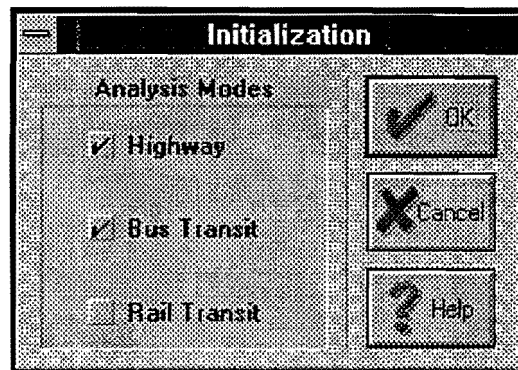 Initialization
Analysis Modes
Highway
Bus Transit
Rail Transit
OK
Cancel
Help